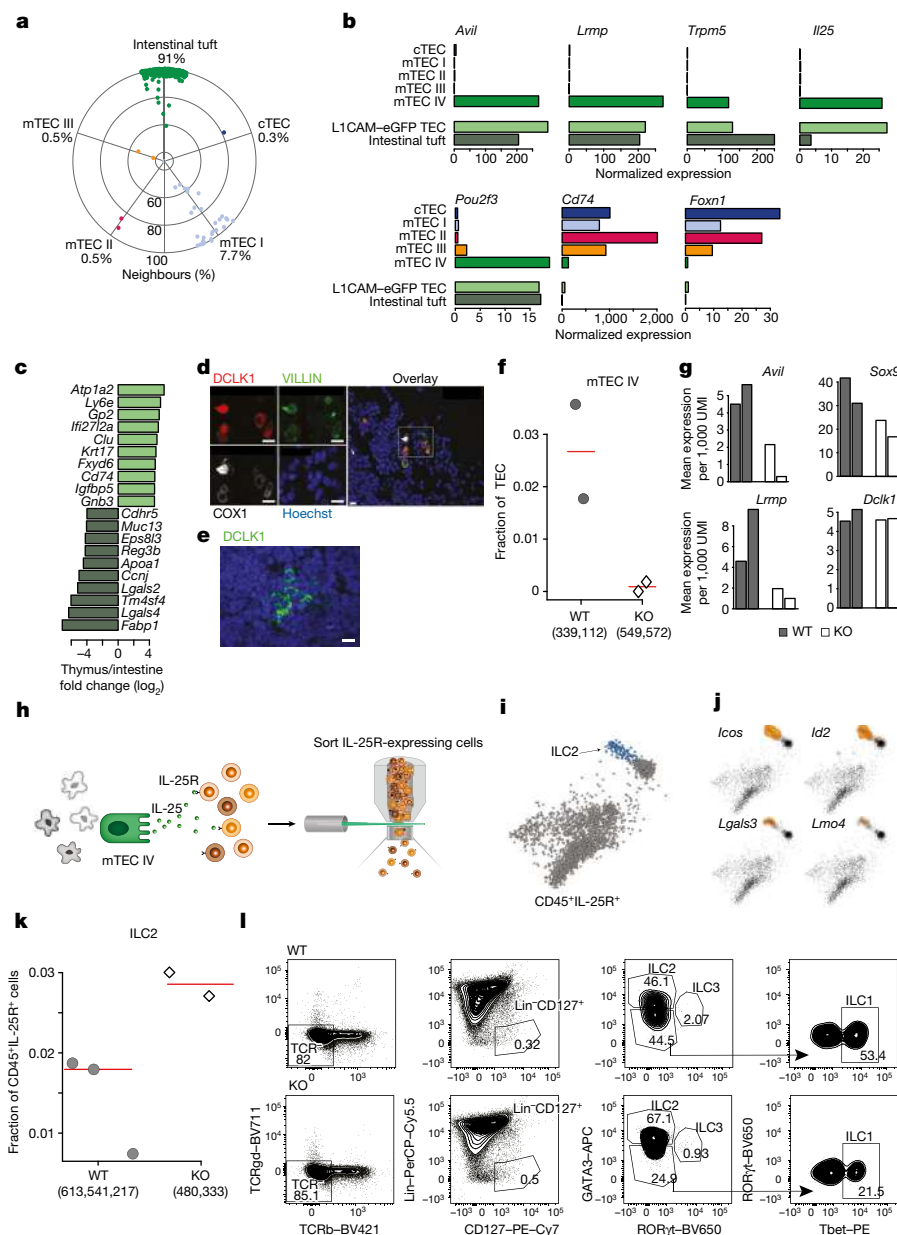 a
Intenstinal tuft
91%
mTEC III
0.5%
cTEC
0.3%
60
80
100
mTEC II
0.5%
mTEC I
7.7%
Neighbours (%)
b
Avil
Lrmp
Trpm5
Il25
cTEC
mTEC I
mTEC II
mTEC III
mTEC IV
L1CAM–eGFP TEC
Intestinal tuft
0 100 200
0 100 200
0 100 200
0 10 20
Normalized expression
Pou2f3
Cd74
Foxn1
cTEC
mTEC I
mTEC II
mTEC III
mTEC IV
L1CAM–eGFP TEC
Intestinal tuft
0 5 10 15
0 1,000 2,000
0 10 20 30
Normalized expression
c
Atp1a2
Ly6e
Gp2
Ifi27l2a
Clu
Krt17
Fxyd6
Cd74
Igfbp5
Gnb3
Cdhr5
Muc13
Eps8l3
Reg3b
Apoa1
Ccnj
Lgals2
Tm4sf4
Lgals4
Fabp1
−4 0 4
Thymus/intestine
fold change (log2)
d
DCLK1
VILLIN
Overlay
COX1
Hoechst
e
DCLK1
f
mTEC IV
Fraction of TEC
0.03
0.02
0.01
0
WT
(339,112)
KO
(549,572)
g
Avil
Sox9
Mean expression
per 1,000 UMI
5
4
3
2
1
0
40
30
20
10
0
Lrmp
Dclk1
Mean expression
per 1,000 UMI
8
6
4
2
0
5
4
3
2
1
0
WT KO
h
Sort IL-25R-expressing cells
IL-25R
IL-25
mTEC IV
i
ILC2
CD45+IL-25R+
j
Icos
Id2
Lgals3
Lmo4
k
ILC2
Fraction of CD45+IL-25R+ cells
0.03
0.02
0.01
WT
(613,541,217)
KO
(480,333)
l
WT
10⁵
10⁴
10³
0
−10³
TCR
82
0 10³
10⁵
10⁴
10³
0
−10³
Lin−CD127+
0.32
−10³ 0 10³ 10⁴ 10⁵
10⁵
10⁴
10³
0
−10³
ILC2
46.1
ILC3
2.07
44.5
−10³ 0 10³ 10⁴ 10⁵
10⁵
10⁴
10³
0
−10³
ILC1
53.4
−10³ 0 10³ 10⁴ 10⁵
KO
TCRgd–BV711
10⁵
10⁴
10³
0
−10³
TCR
85.1
0 10³
TCRb–BV421
Lin–PerCP–Cy5.5
10⁵
10⁴
10³
0
−10³
Lin−CD127+
0.5
−10³ 0 10³ 10⁴ 10⁵
CD127–PE–Cy7
GATA3–APC
10⁵
10⁴
10³
0
−10³
ILC2
67.1
ILC3
0.93
24.9
−10³ 0 10³ 10⁴ 10⁵
RORγt–BV650
RORγt–BV650
10⁵
10⁴
10³
0
−10³
ILC1
21.5
−10³ 0 10³ 10⁴ 10⁵
Tbet–PE